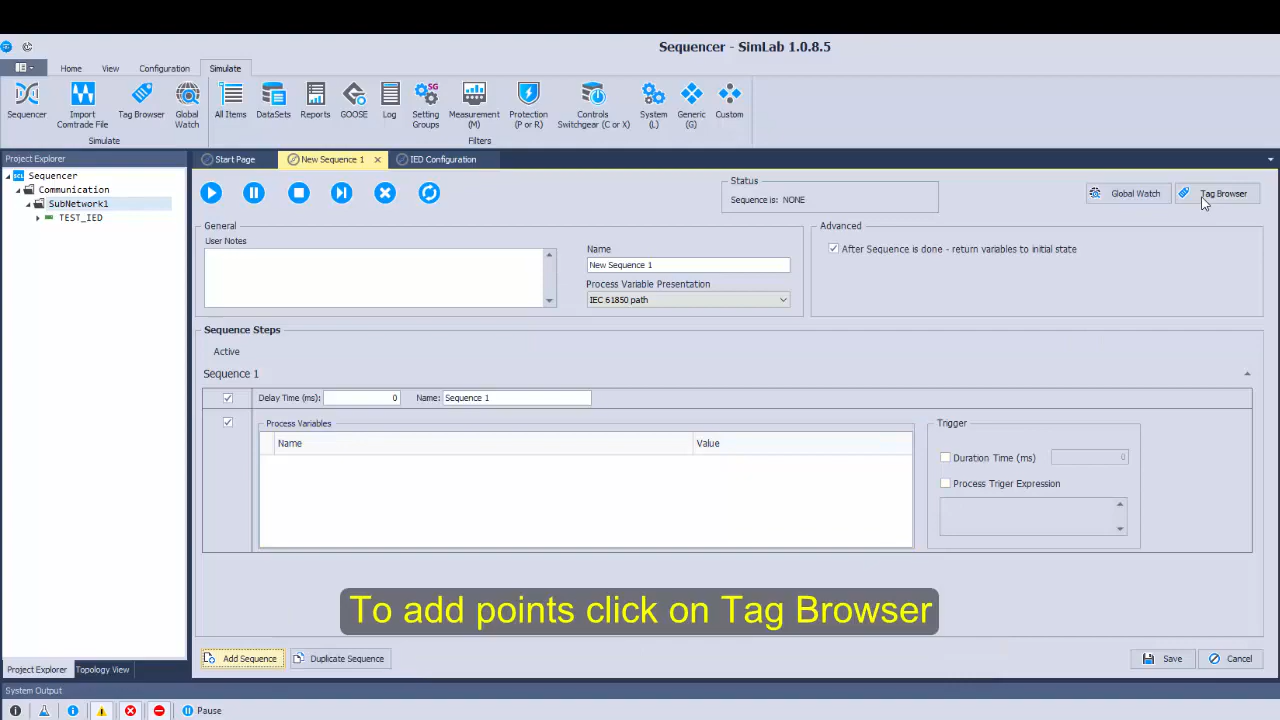 Sequencer - SimLab 1.0.8.5
Home View Configuration Simulate
Sequencer
Import Comtrade File
Tag Browser
Global Watch
All Items
DataSets
Reports
GOOSE
Log
Setting Groups
Measurement (M)
Protection (P or R)
Controls Switchgear (C or X)
System (L)
Generic (G)
Custom
Simulate
Filters
Project Explorer
Start Page
New Sequence 1
IED Configuration
Sequencer
Communication
SubNetwork1
TEST_IED
Status
Sequence is: NONE
Global Watch
Tag Browser
General
User Notes
Name
New Sequence 1
Process Variable Presentation
IEC 61850 path
Advanced
After Sequence is done - return variables to initial state
Sequence Steps
Active
Sequence 1
Delay Time (ms): 0 Name: Sequence 1
Process Variables
Name Value
Trigger
Duration Time (ms) 0
Process Triger Expression
To add points click on Tag Browser
Add Sequence
Duplicate Sequence
Save
Cancel
Project Explorer
Topology View
System Output
Pause